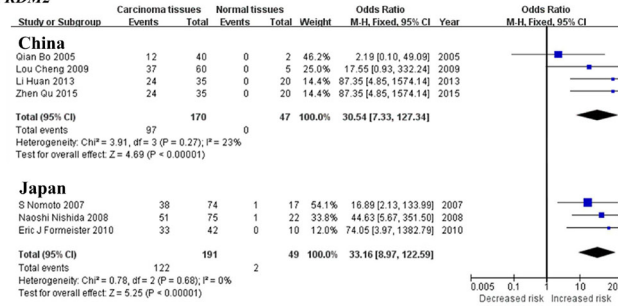 RDM2
Carcinoma tissues Normal tissues Odds Ratio Odds Ratio
Study or Subgroup Events Total Events Total Weight M-H, Fixed, 95% CI Year M-H, Fixed, 95% CI
China
Qian Bo 2005 12 40 0 2 46.2% 2.19 [0.10, 49.09] 2005
Lou Cheng 2009 37 60 0 5 25.0% 17.55 [0.93, 332.24] 2009
Li Huan 2013 24 35 0 20 14.4% 87.35 [4.85, 1574.14] 2013
Zhen Qu 2015 24 35 0 20 14.4% 87.35 [4.85, 1574.14] 2015
Total (95% CI) 170 47 100.0% 30.54 [7.33, 127.34]
Total events 97 0
Heterogeneity: Chi² = 3.91, df = 3 (P = 0.27); I² = 23%
Test for overall effect: Z = 4.69 (P < 0.00001)
Japan
S Nomoto 2007 38 74 1 17 54.1% 16.89 [2.13, 133.99] 2007
Naoshi Nishida 2008 51 75 1 22 33.8% 44.63 [5.67, 351.50] 2008
Eric J Formeister 2010 33 42 0 10 12.0% 74.05 [3.97, 1382.79] 2010
Total (95% CI) 191 49 100.0% 33.16 [8.97, 122.59]
Total events 122 2
Heterogeneity: Chi² = 0.78, df = 2 (P = 0.68); I² = 0%
Test for overall effect: Z = 5.25 (P < 0.00001)
0.005 0.1 1 10 20
Decreased risk Increased risk